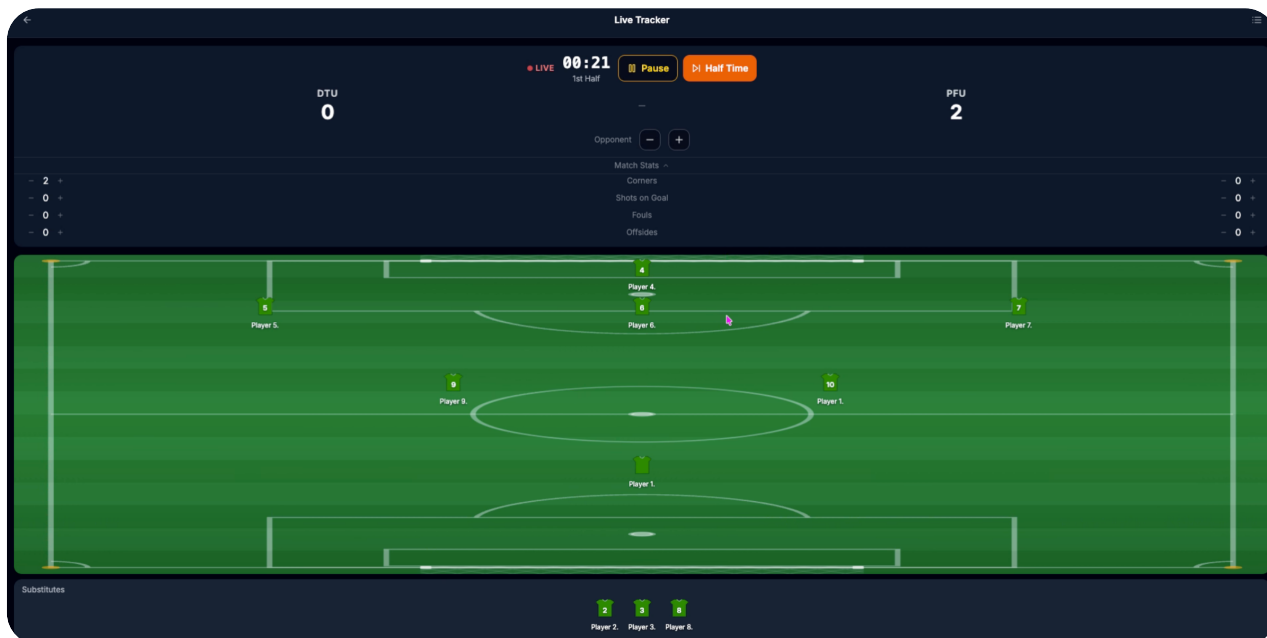 Live Tracker
LIVE 00:21 Pause Half Time
1st Half
DTU PFU
0 – 2
Opponent − +
Match Stats
− 2 + Corners − 0 +
− 0 + Shots on Goal − 0 +
− 0 + Fouls − 0 +
− 0 + Offsides − 0 +
4
Player 4.
5 6 7
Player 5. Player 6. Player 7.
9 10
Player 9. Player 1.
Player 1.
Substitutes
2 3 8
Player 2. Player 3. Player 8.